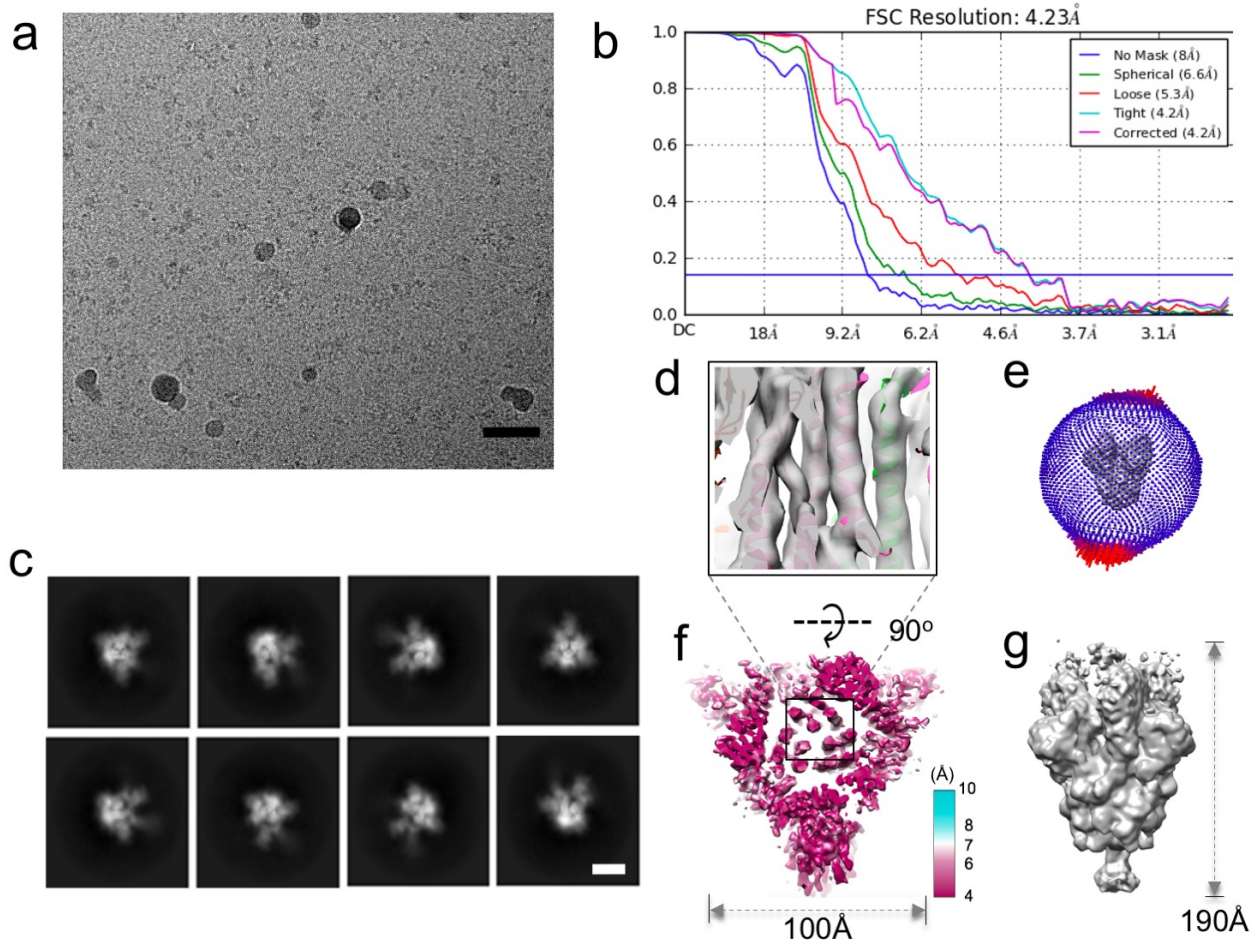 a
b
FSC Resolution: 4.23Å
1.0
0.8
0.6
0.4
0.2
0.0
No Mask (8Å)
Spherical (6.6Å)
Loose (5.3Å)
Tight (4.2Å)
Corrected (4.2Å)
DC 18Å 9.2Å 6.2Å 4.6Å 3.7Å 3.1Å
c
d
e
f
90º
(Å)
10
8
7
6
4
100Å
g
190Å